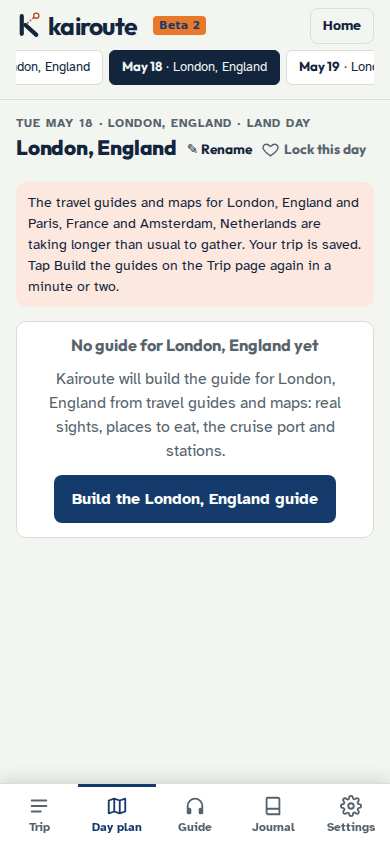 kairoute
Beta 2
Home
don, England
May 18 · London, England
May 19 · Lon
TUE MAY 18 · LONDON, ENGLAND · LAND DAY
London, England
✎ Rename
Lock this day
The travel guides and maps for London, England and
Paris, France and Amsterdam, Netherlands are
taking longer than usual to gather. Your trip is saved.
Tap Build the guides on the Trip page again in a
minute or two.
No guide for London, England yet
Kairoute will build the guide for London,
England from travel guides and maps: real
sights, places to eat, the cruise port and
stations.
Build the London, England guide
Trip
Day plan
Guide
Journal
Settings